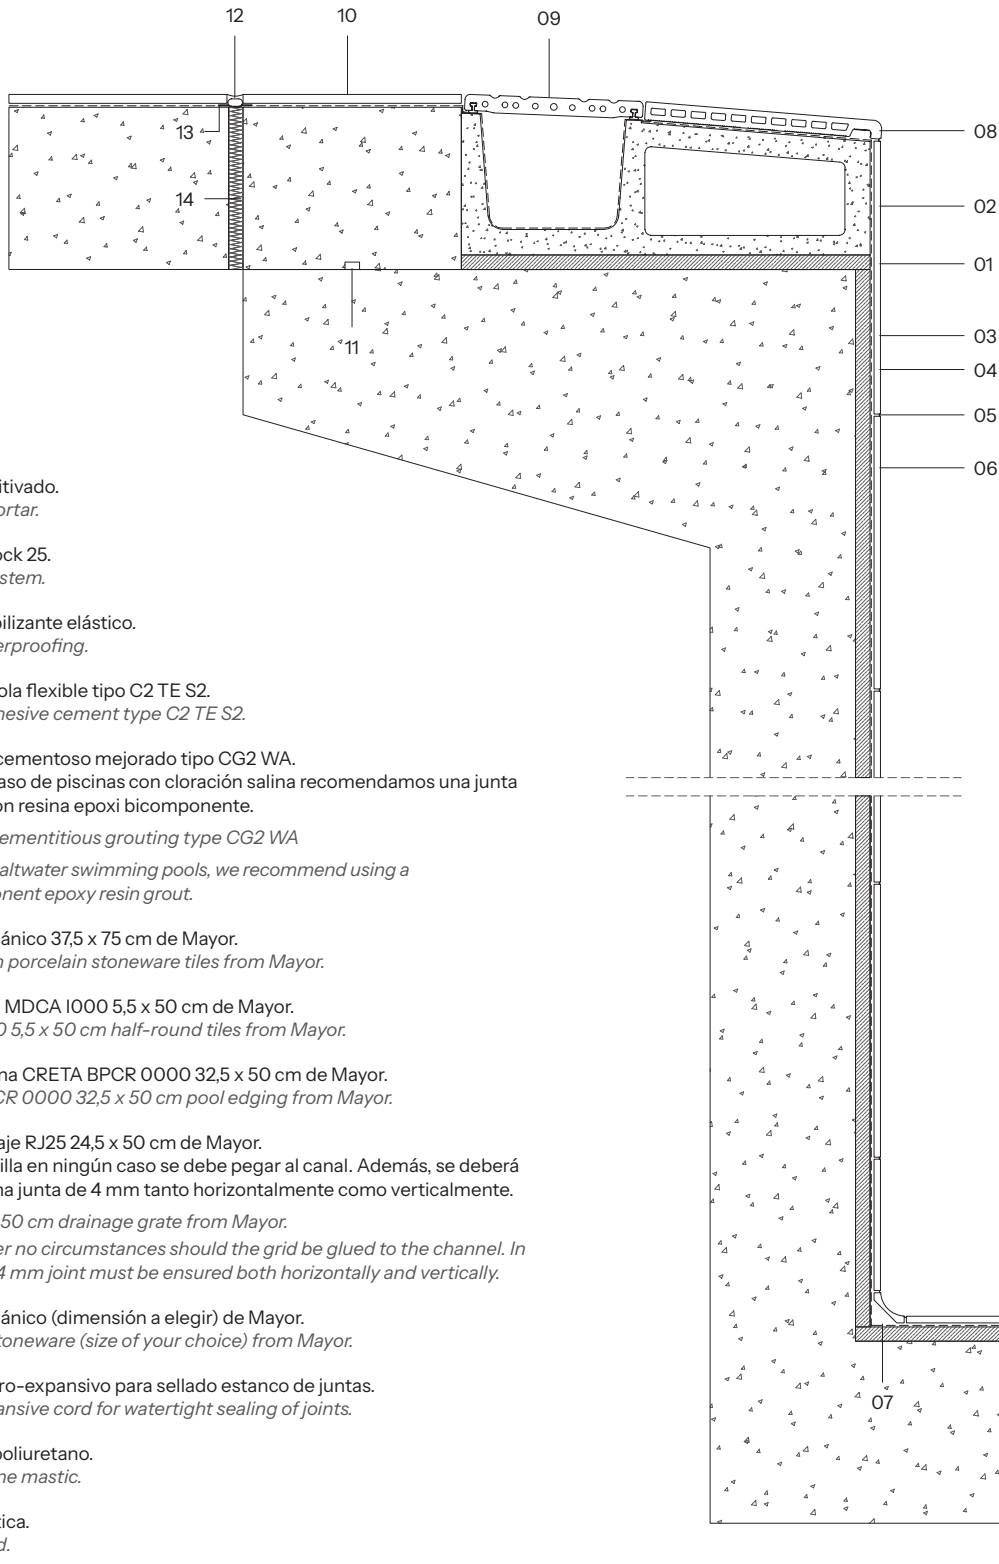 12
10
09
13
14
11
08
02
01
03
04
05
06
itivado.
ortar.
ock 25.
stem.
bilizante elástico.
erproofing.
ola flexible tipo C2 TE S2.
hesive cement type C2 TE S2.
cementoso mejorado tipo CG2 WA.
aso de piscinas con cloración salina recomendamos una junta
on resina epoxi bicomponente.
ementitious grouting type CG2 WA
altwater swimming pools, we recommend using a
onent epoxy resin grout.
ánico 37,5 x 75 cm de Mayor.
n porcelain stoneware tiles from Mayor.
MDCA I000 5,5 x 50 cm de Mayor.
0 5,5 x 50 cm half-round tiles from Mayor.
na CRETA BPCR 0000 32,5 x 50 cm de Mayor.
CR 0000 32,5 x 50 cm pool edging from Mayor.
aje RJ25 24,5 x 50 cm de Mayor.
illa en ningún caso se debe pegar al canal. Además, se deberá
na junta de 4 mm tanto horizontalmente como verticalmente.
50 cm drainage grate from Mayor.
er no circumstances should the grid be glued to the channel. In
4 mm joint must be ensured both horizontally and vertically.
ánico (dimensión a elegir) de Mayor.
toneware (size of your choice) from Mayor.
ro-expansivo para sellado estanco de juntas.
ansive cord for watertight sealing of joints.
poliuretano.
ne mastic.
tica.
d.
07